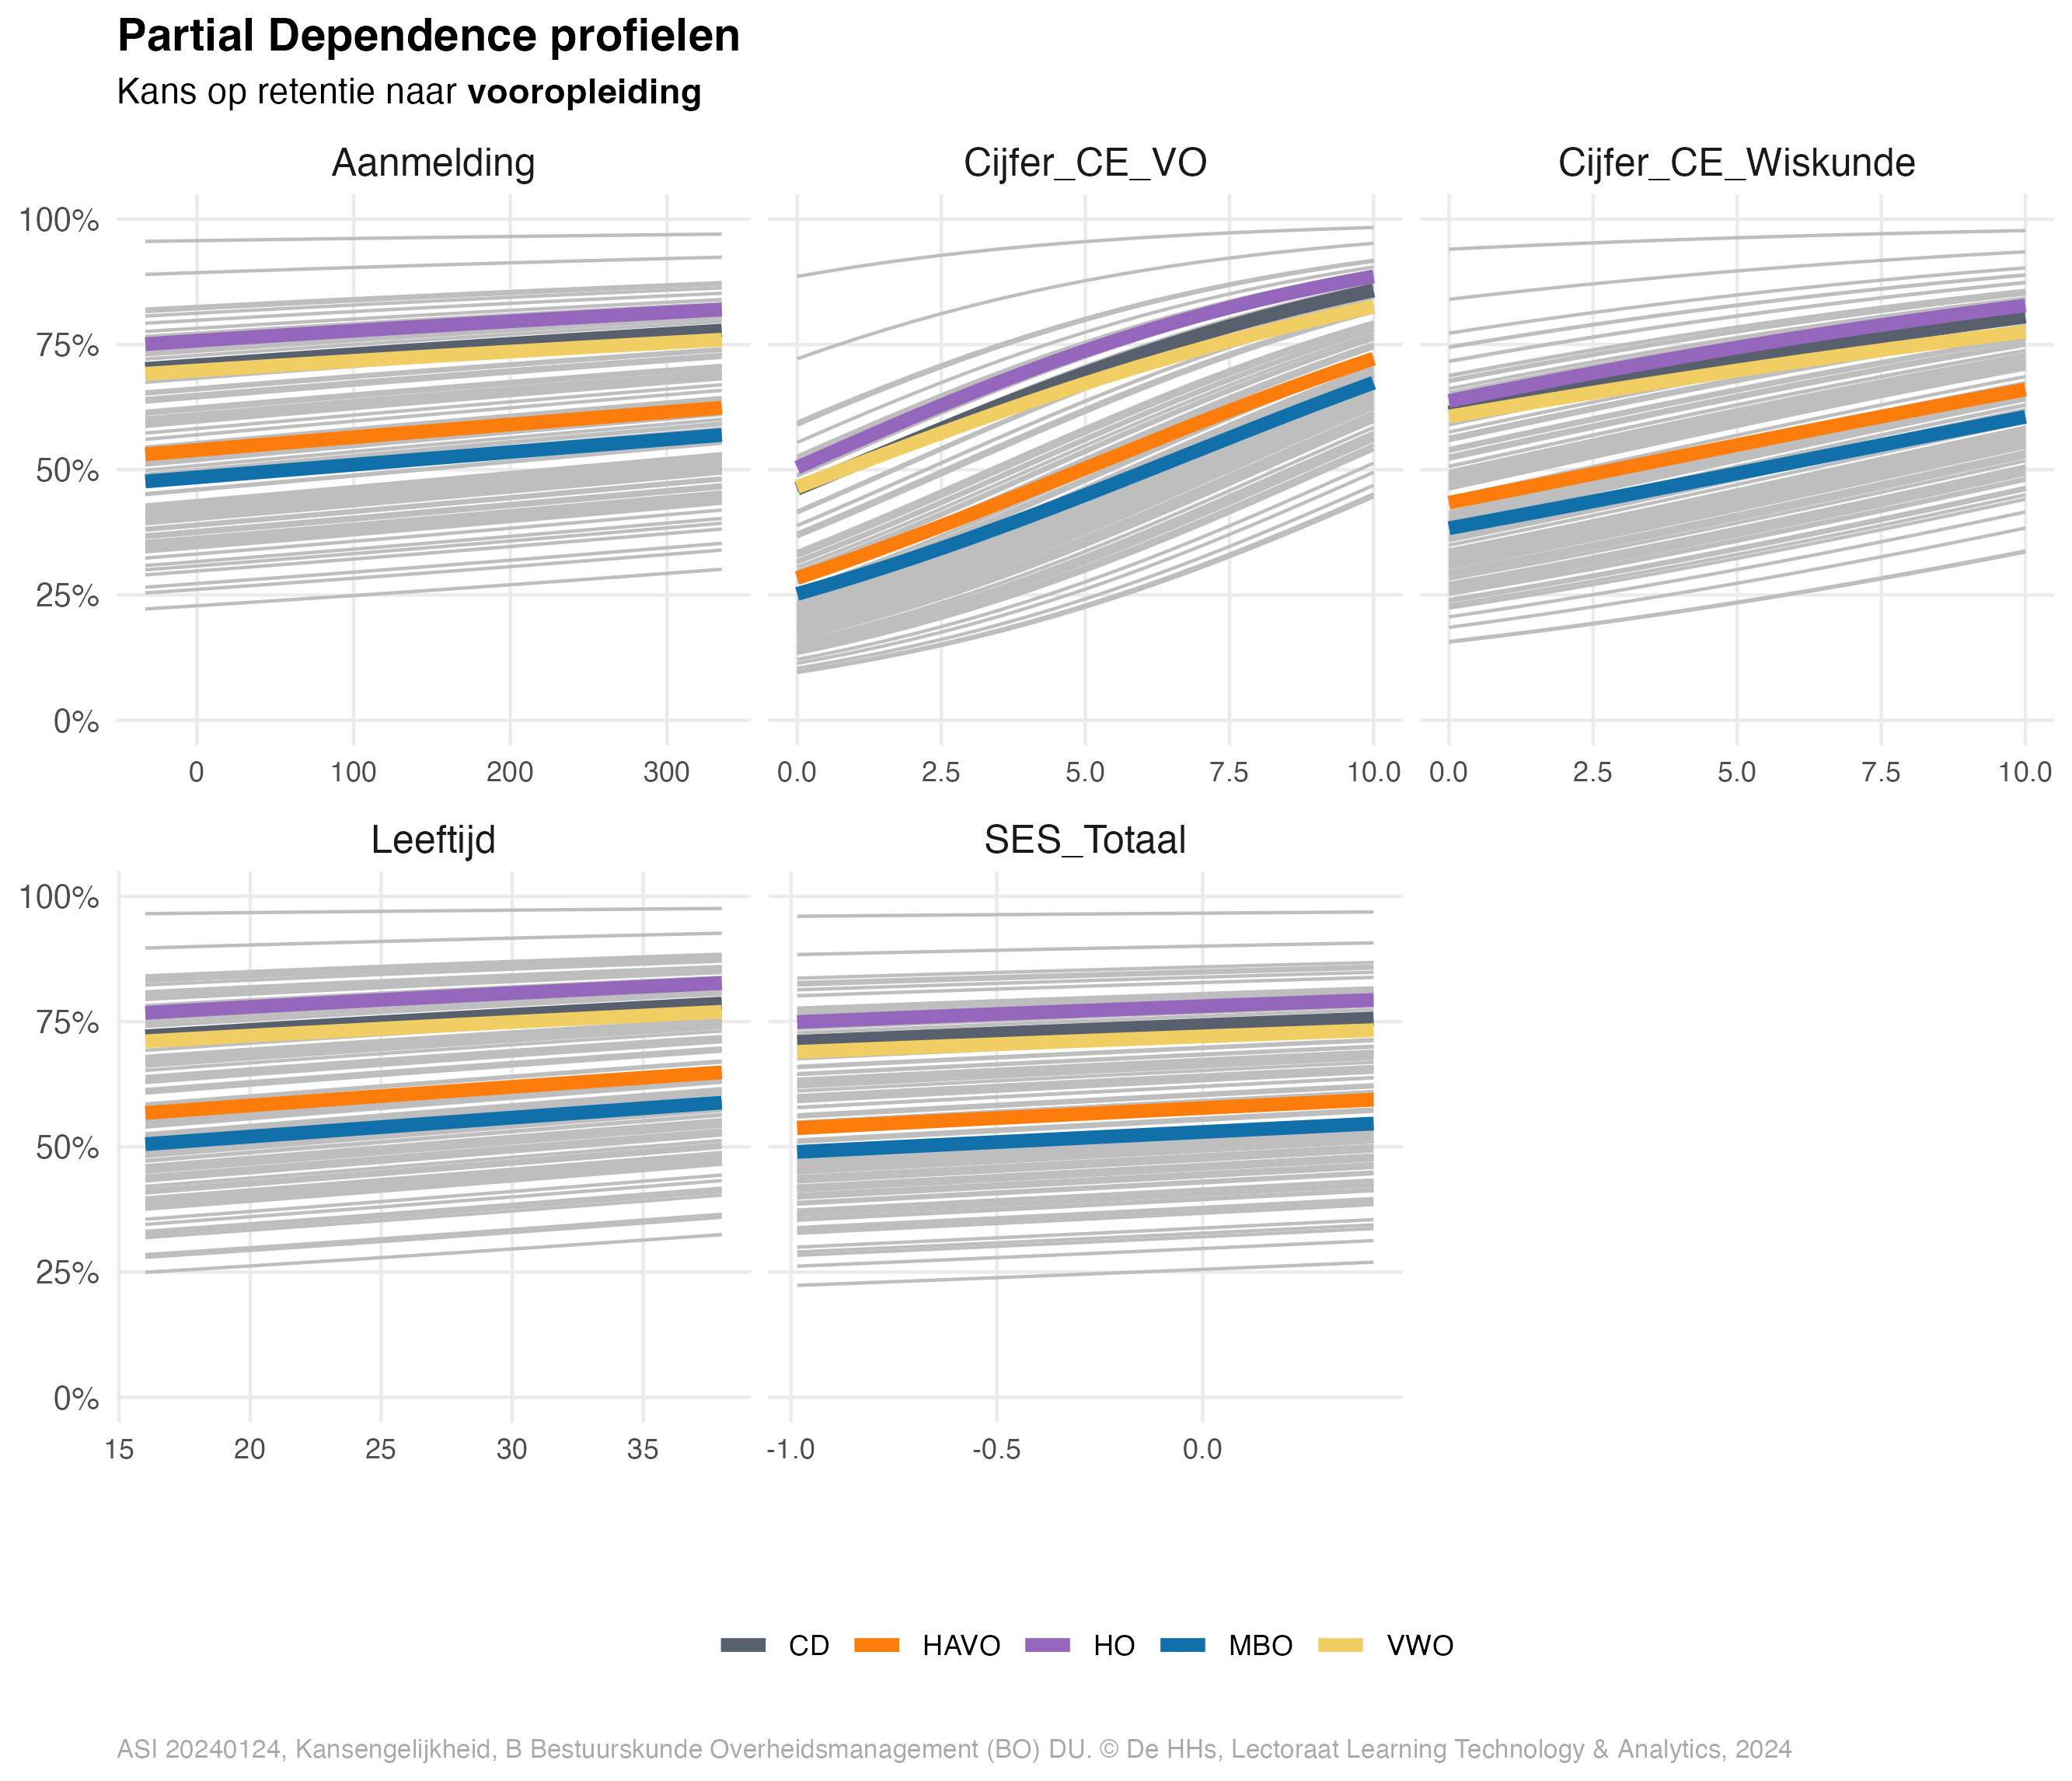 Partial Dependence profielen
Kans op retentie naar vooropleiding
Aanmelding
Cijfer_CE_VO
Cijfer_CE_Wiskunde
100%
75%
50%
25%
0%
0 100 200 300
0.0 2.5 5.0 7.5 10.0
0.0 2.5 5.0 7.5 10.0
Leeftijd
SES_Totaal
100%
75%
50%
25%
0%
15 20 25 30 35
-1.0 -0.5 0.0
CD HAVO HO MBO VWO
ASI 20240124, Kansengelijkheid, B Bestuurskunde Overheidsmanagement (BO) DU. © De HHs, Lectoraat Learning Technology & Analytics, 2024